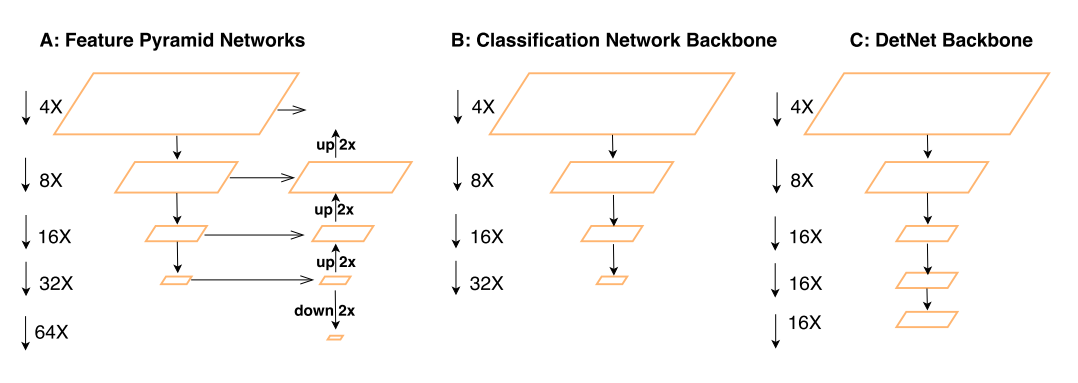 A: Feature Pyramid Networks
4X
up 2x
8X
up 2x
16X
up 2x
32X
down 2x
64X
B: Classification Network Backbone
4X
8X
16X
32X
C: DetNet Backbone
4X
8X
16X
16X
16X